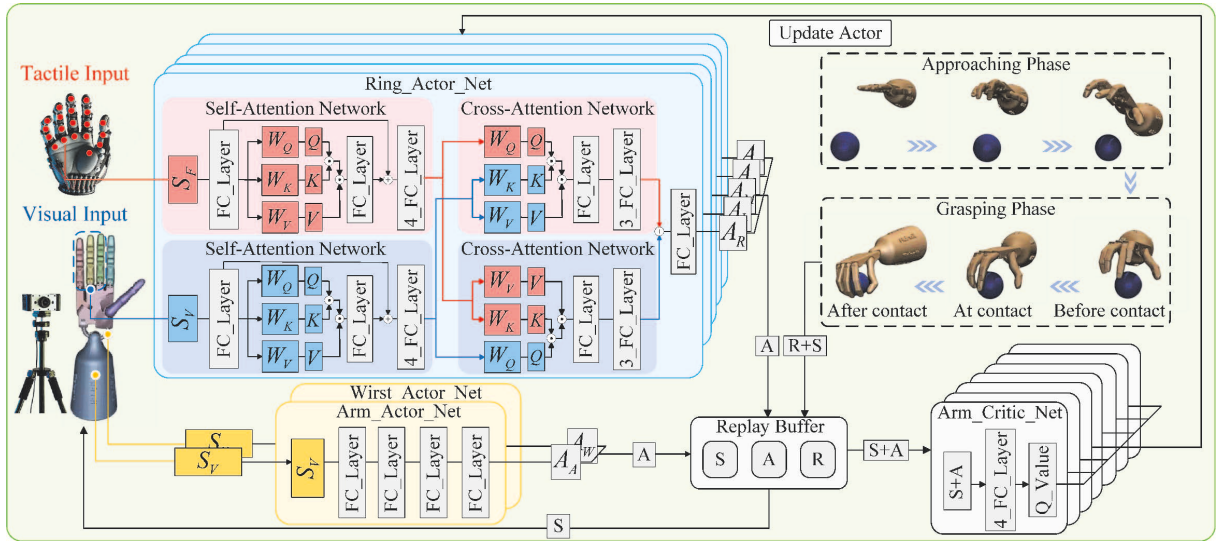 Update Actor
Tactile Input
Ring_Actor_Net
Self-Attention Network
S_F
FC_Layer
W_Q
Q
W_K
K
W_V
V
FC_Layer
4_FC_Layer
Cross-Attention Network
W_Q
Q
W_K
K
W_V
V
FC_Layer
3_FC_Layer
Visual Input
Self-Attention Network
S_V
FC_Layer
W_Q
Q
W_K
K
W_V
V
FC_Layer
4_FC_Layer
Cross-Attention Network
W_V
V
W_K
K
W_Q
Q
FC_Layer
3_FC_Layer
FC_Layer
A
A
A
A
A_R
Approaching Phase
Grasping Phase
After contact
At contact
Before contact
A
R+S
Wirst_Actor_Net
Arm_Actor_Net
S
S_V
S_V
FC_Layer
FC_Layer
FC_Layer
FC_Layer
A_W
A_A
A
Replay Buffer
S
A
R
S+A
Arm_Critic_Net
S+A
4_FC_Layer
Q_Value
S